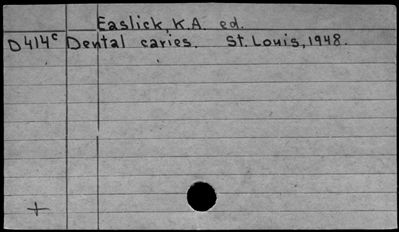 Easlick, K.A. ed.
D414c Dental caries. St. Louis, 1948.
+